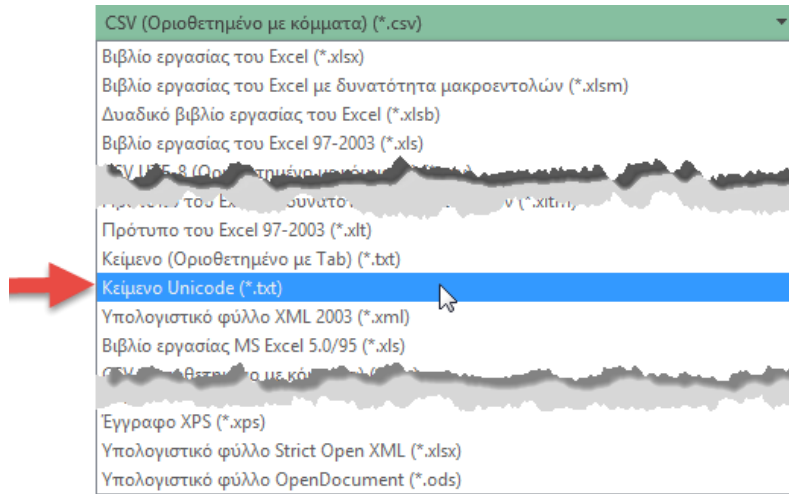 CSV (Οριοθετημένο με κόμματα) (*.csv)
Βιβλίο εργασίας του Excel (*.xlsx)
Βιβλίο εργασίας του Excel με δυνατότητα μακροεντολών (*.xlsm)
Δυαδικό βιβλίο εργασίας του Excel (*.xlsb)
Βιβλίο εργασίας του Excel 97-2003 (*.xls)
Πρότυπο του Excel 97-2003 (*.xlt)
Κείμενο (Οριοθετημένο με Tab) (*.txt)
Κείμενο Unicode (*.txt)
Υπολογιστικό φύλλο XML 2003 (*.xml)
Βιβλίο εργασίας MS Excel 5.0/95 (*.xls)
Έγγραφο XPS (*.xps)
Υπολογιστικό φύλλο Strict Open XML (*.xlsx)
Υπολογιστικό φύλλο OpenDocument (*.ods)